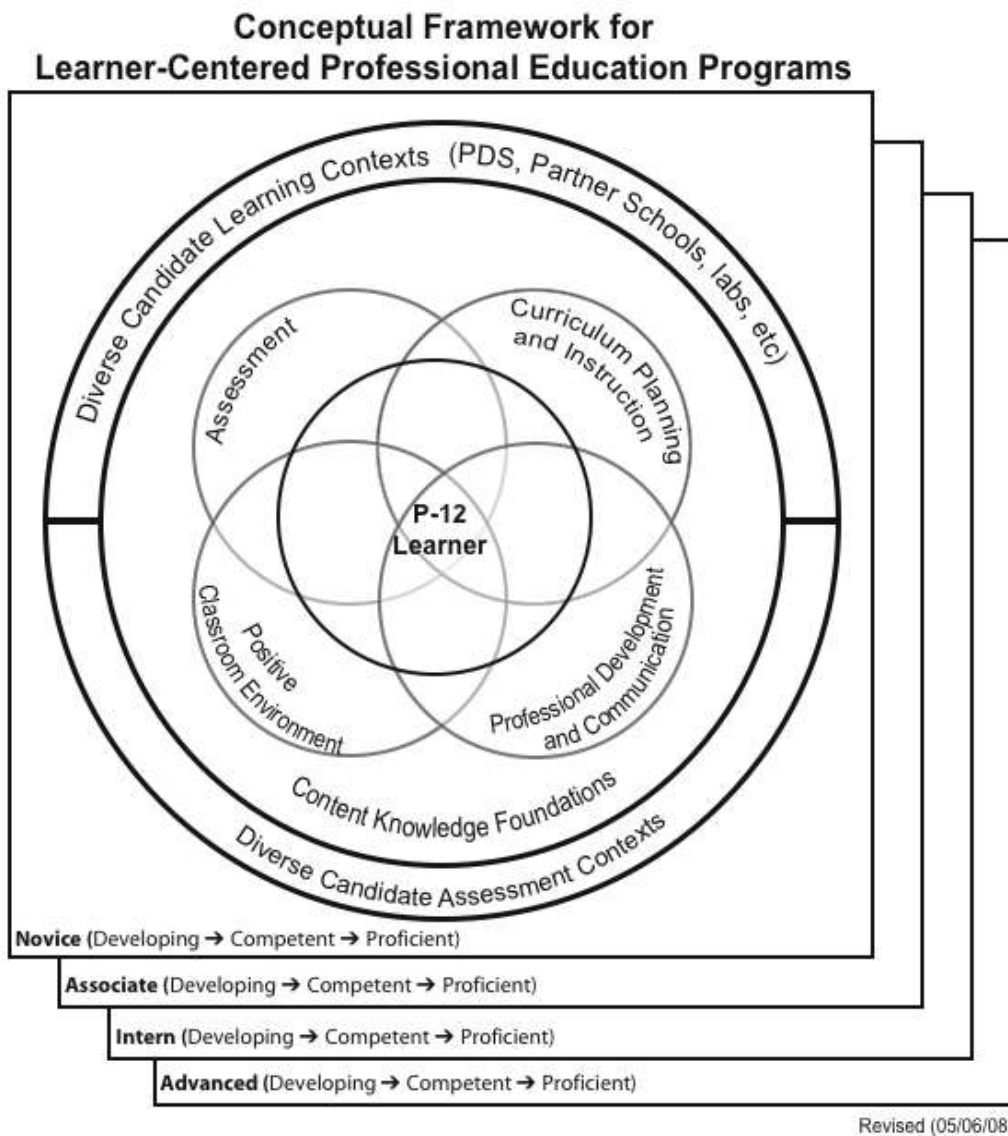 Conceptual Framework for
Learner-Centered Professional Education Programs
Diverse Candidate Learning Contexts (PDS, Partner Schools, labs, etc)
Assessment
Curriculum Planning
and Instruction
P-12
Learner
Positive
Classroom Environment
Professional Development
and Communication
Content Knowledge Foundations
Diverse Candidate Assessment Contexts
Novice (Developing ➔ Competent ➔ Proficient)
Associate (Developing ➔ Competent ➔ Proficient)
Intern (Developing ➔ Competent ➔ Proficient)
Advanced (Developing ➔ Competent ➔ Proficient)
Revised (05/06/08